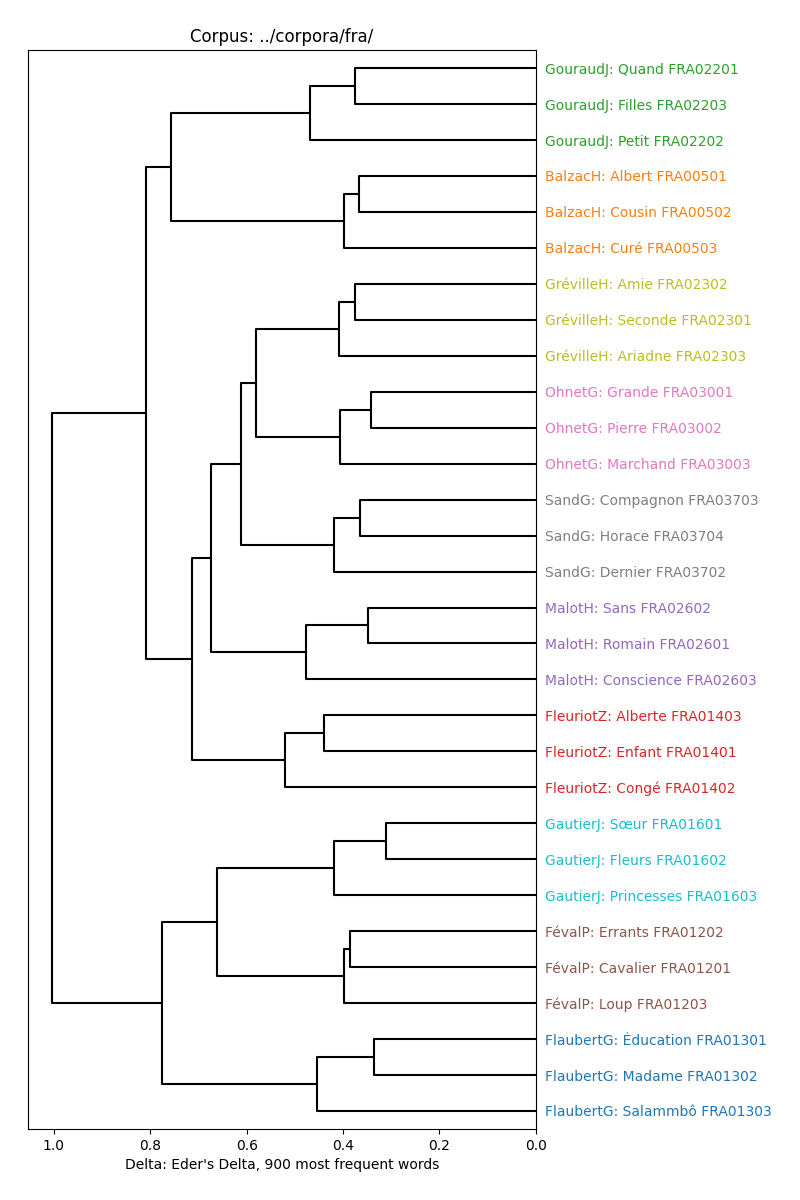 Corpus: ../corpora/fra/
GouraudJ: Quand FRA02201
GouraudJ: Filles FRA02203
GouraudJ: Petit FRA02202
BalzacH: Albert FRA00501
BalzacH: Cousin FRA00502
BalzacH: Curé FRA00503
GrévilleH: Amie FRA02302
GrévilleH: Seconde FRA02301
GrévilleH: Ariadne FRA02303
OhnetG: Grande FRA03001
OhnetG: Pierre FRA03002
OhnetG: Marchand FRA03003
SandG: Compagnon FRA03703
SandG: Horace FRA03704
SandG: Dernier FRA03702
MalotH: Sans FRA02602
MalotH: Romain FRA02601
MalotH: Conscience FRA02603
FleuriotZ: Alberte FRA01403
FleuriotZ: Enfant FRA01401
FleuriotZ: Congé FRA01402
GautierJ: Sœur FRA01601
GautierJ: Fleurs FRA01602
GautierJ: Princesses FRA01603
FévalP: Errants FRA01202
FévalP: Cavalier FRA01201
FévalP: Loup FRA01203
FlaubertG: Éducation FRA01301
FlaubertG: Madame FRA01302
FlaubertG: Salammbô FRA01303
1.0 0.8 0.6 0.4 0.2 0.0
Delta: Eder's Delta, 900 most frequent words